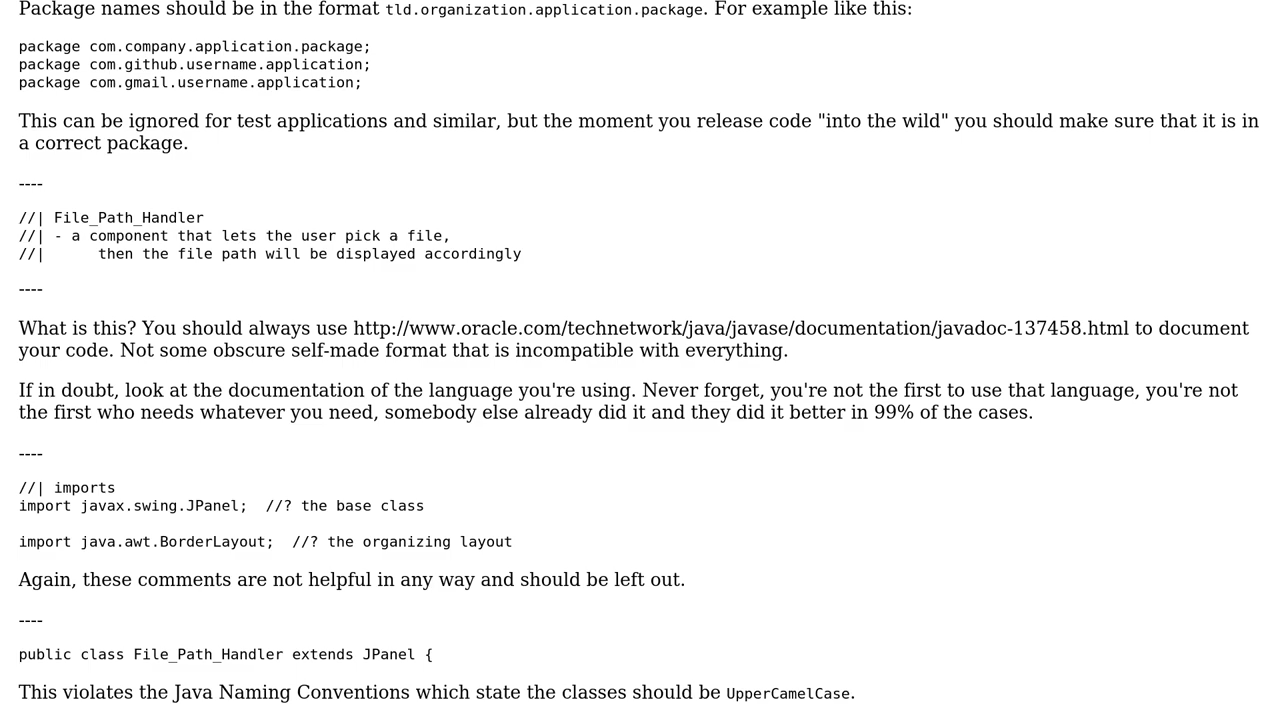 Package names should be in the format tld.organization.application.package. For example like this:
package com.company.application.package;
package com.github.username.application;
package com.gmail.username.application;
This can be ignored for test applications and similar, but the moment you release code "into the wild" you should make sure that it is in
a correct package.
----
//| File_Path_Handler
//| - a component that lets the user pick a file,
//|      then the file path will be displayed accordingly
----
What is this? You should always use http://www.oracle.com/technetwork/java/javase/documentation/javadoc-137458.html to document
your code. Not some obscure self-made format that is incompatible with everything.
If in doubt, look at the documentation of the language you're using. Never forget, you're not the first to use that language, you're not
the first who needs whatever you need, somebody else already did it and they did it better in 99% of the cases.
----
//| imports
import javax.swing.JPanel;  //? the base class
import java.awt.BorderLayout;  //? the organizing layout
Again, these comments are not helpful in any way and should be left out.
----
public class File_Path_Handler extends JPanel {
This violates the Java Naming Conventions which state the classes should be UpperCamelCase.